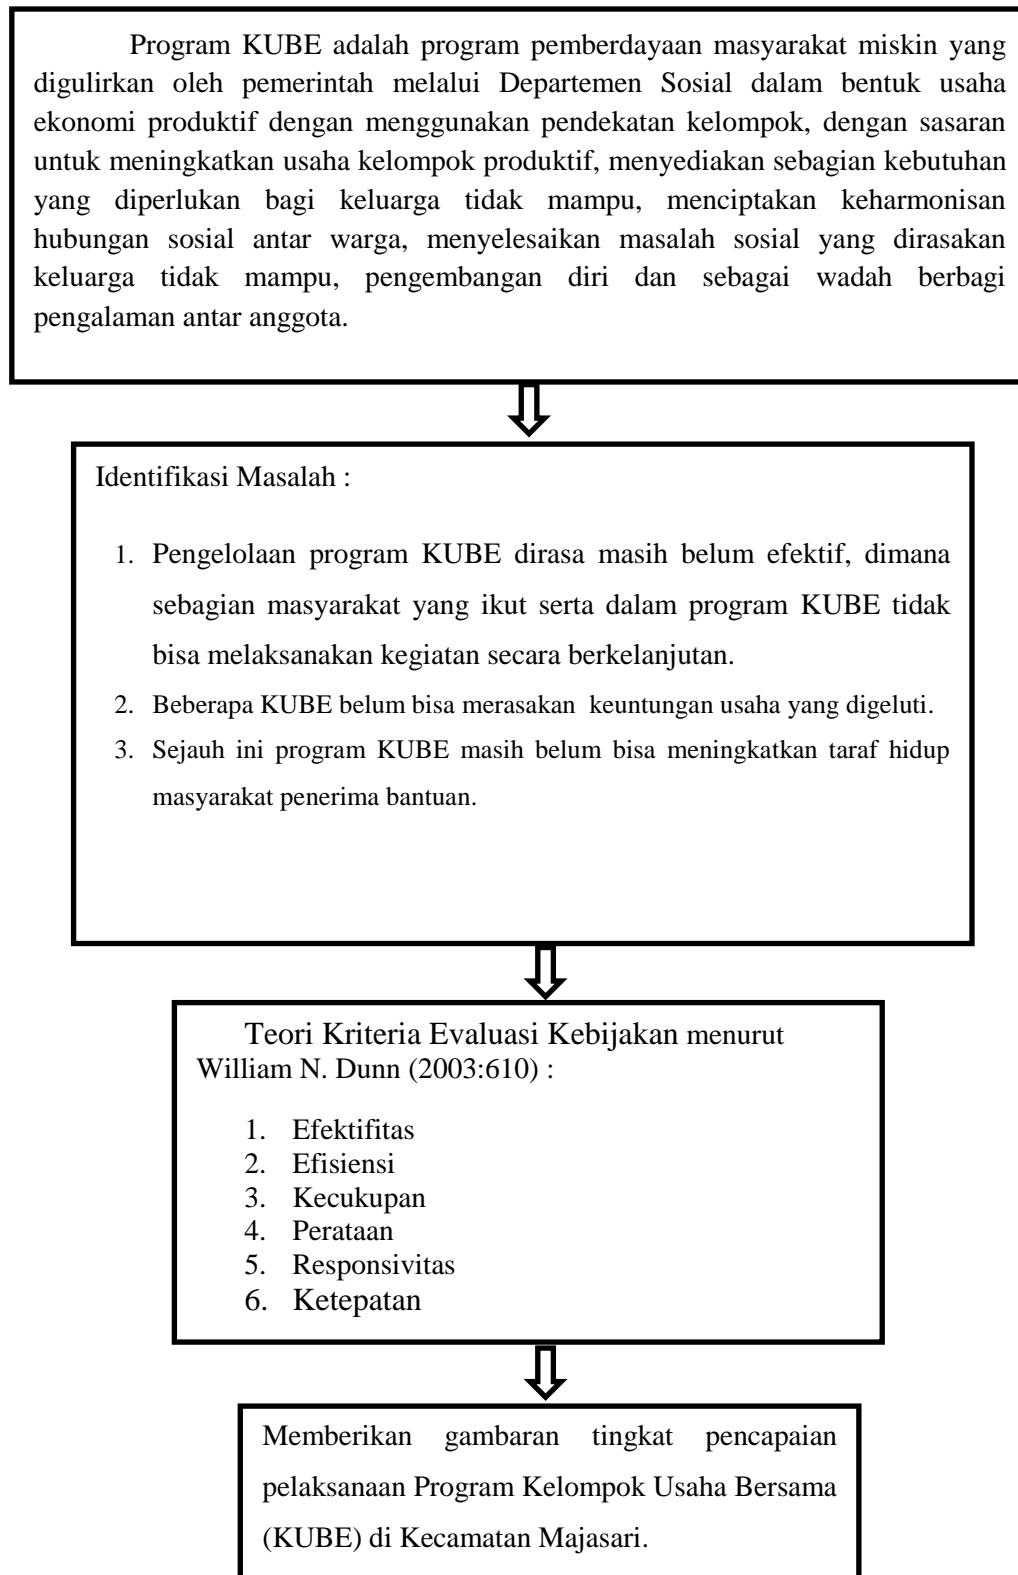 Program KUBE adalah program pemberdayaan masyarakat miskin yang
digulirkan oleh pemerintah melalui Departemen Sosial dalam bentuk usaha
ekonomi produktif dengan menggunakan pendekatan kelompok, dengan sasaran
untuk meningkatkan usaha kelompok produktif, menyediakan sebagian kebutuhan
yang diperlukan bagi keluarga tidak mampu, menciptakan keharmonisan
hubungan sosial antar warga, menyelesaikan masalah sosial yang dirasakan
keluarga tidak mampu, pengembangan diri dan sebagai wadah berbagi
pengalaman antar anggota.
Identifikasi Masalah :
1. Pengelolaan program KUBE dirasa masih belum efektif, dimana
sebagian masyarakat yang ikut serta dalam program KUBE tidak
bisa melaksanakan kegiatan secara berkelanjutan.
2. Beberapa KUBE belum bisa merasakan keuntungan usaha yang digeluti.
3. Sejauh ini program KUBE masih belum bisa meningkatkan taraf hidup
masyarakat penerima bantuan.
Teori Kriteria Evaluasi Kebijakan menurut
William N. Dunn (2003:610) :
1. Efektifitas
2. Efisiensi
3. Kecukupan
4. Perataan
5. Responsivitas
6. Ketepatan
Memberikan gambaran tingkat pencapaian
pelaksanaan Program Kelompok Usaha Bersama
(KUBE) di Kecamatan Majasari.